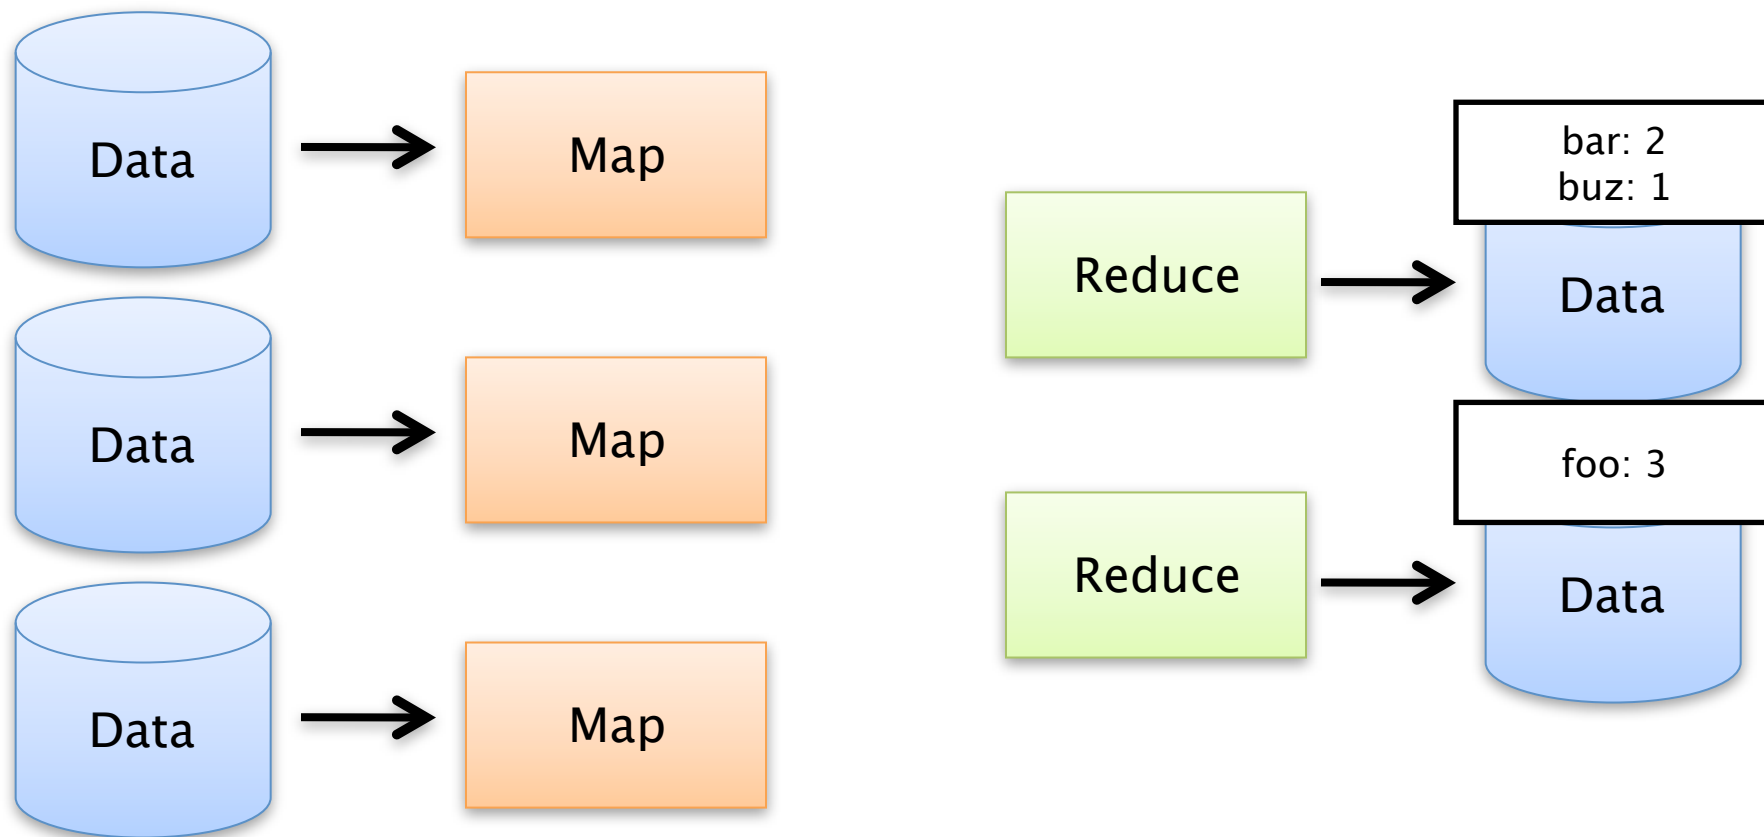 Data
Map
Data
Map
Data
Map
Reduce
bar: 2
buz: 1
Data
Reduce
foo: 3
Data